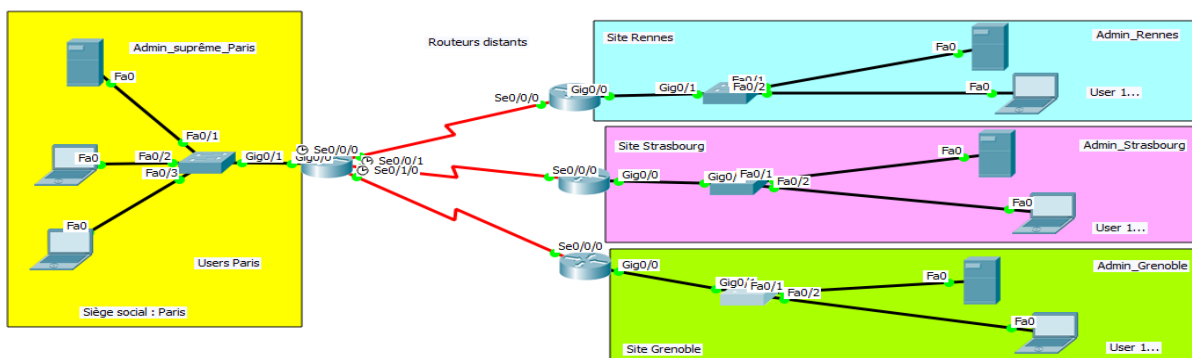 Admin_suprême_Paris
Fa0
Fa0/1
Fa0
Fa0/2
Fa0/3
Gig0/1
Gig0/0
Fa0
Users Paris
Siège social : Paris
Routeurs distants
Se0/0/0
Se0/0/1
Se0/1/0
Site Rennes
Admin_Rennes
Se0/0/0
Gig0/0
Gig0/1
Fa0/1
Fa0/2
Fa0
Fa0
User 1...
Site Strasbourg
Admin_Strasbourg
Se0/0/0
Gig0/0
Gig0/
Fa0/1
Fa0/2
Fa0
Fa0
User 1...
Se0/0/0
Gig0/0
Admin_Grenoble
Gig0/
Fa0/1
Fa0/2
Fa0
Fa0
Site Grenoble
User 1...